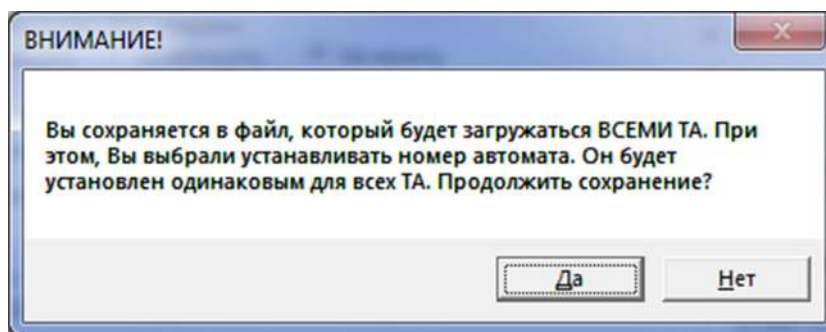 ВНИМАНИЕ!
Вы сохраняется в файл, который будет загружаться ВСЕМИ ТА. При
этом, Вы выбрали устанавливать номер автомата. Он будет
установлен одинаковым для всех ТА. Продолжить сохранение?
Да
Нет